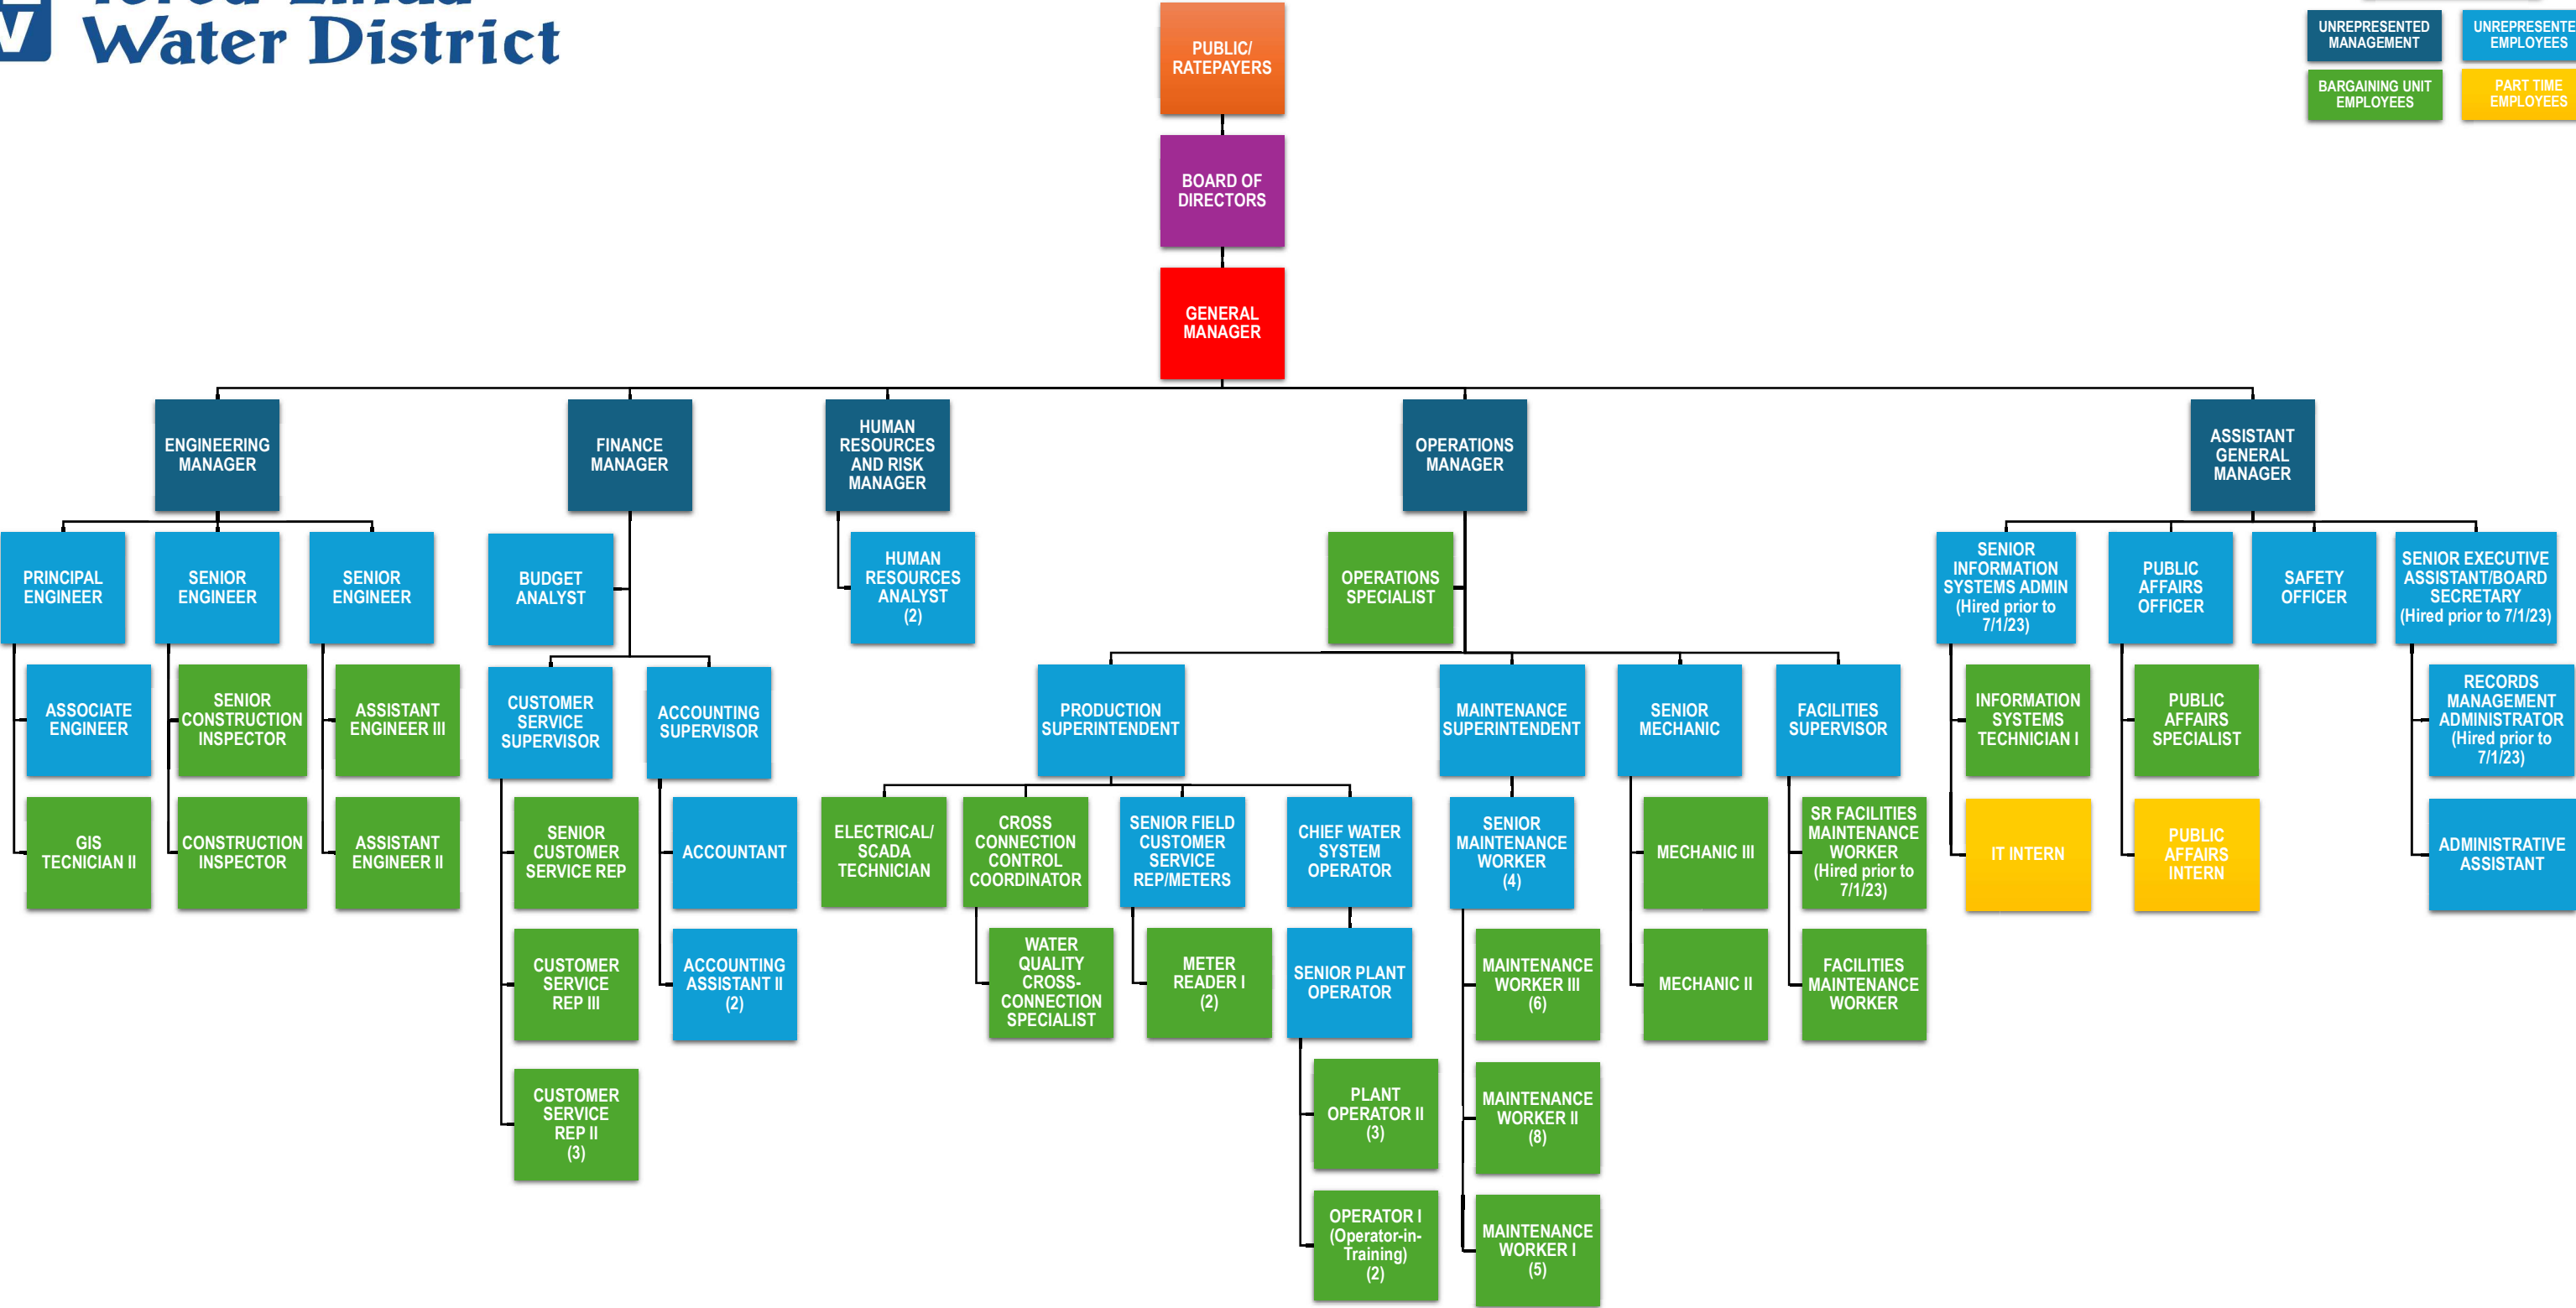 Water District
UNREPRESENTED
MANAGEMENT
EMPLOYEES
BARGAINING UNIT
EMPLOYEES
PART TIME
EMPLOYEES
PUBLIC/
RATEPAYERS
BOARD OF
DIRECTORS
GENERAL
MANAGER
ENGINEERING
MANAGER
FINANCE
MANAGER
HUMAN
RESOURCES
AND RISK
MANAGER
OPERATIONS
MANAGER
ASSISTANT
GENERAL
MANAGER
PRINCIPAL
ENGINEER
SENIOR
ENGINEER
SENIOR
ENGINEER
BUDGET
ANALYST
HUMAN
RESOURCES
ANALYST
(2)
OPERATIONS
SPECIALIST
SENIOR
INFORMATION
SYSTEMS ADMIN
(Hired prior to
7/1/23)
PUBLIC
AFFAIRS
OFFICER
SAFETY
OFFICER
SENIOR EXECUTIVE
ASSISTANT/BOARD
SECRETARY
(Hired prior to 7/1/23)
ASSOCIATE
ENGINEER
SENIOR
CONSTRUCTION
INSPECTOR
ASSISTANT
ENGINEER III
CUSTOMER
SERVICE
SUPERVISOR
ACCOUNTING
SUPERVISOR
PRODUCTION
SUPERINTENDENT
MAINTENANCE
SUPERINTENDENT
SENIOR
MECHANIC
FACILITIES
SUPERVISOR
INFORMATION
SYSTEMS
TECHNICIAN I
PUBLIC
AFFAIRS
SPECIALIST
RECORDS
MANAGEMENT
ADMINISTRATOR
(Hired prior to
7/1/23)
GIS
TECNICIAN II
CONSTRUCTION
INSPECTOR
ASSISTANT
ENGINEER II
SENIOR
CUSTOMER
SERVICE REP
ACCOUNTANT
ELECTRICAL/
SCADA
TECHNICIAN
CROSS
CONNECTION
CONTROL
COORDINATOR
SENIOR FIELD
CUSTOMER
SERVICE
REP/METERS
CHIEF WATER
SYSTEM
OPERATOR
SENIOR
MAINTENANCE
WORKER
(4)
MECHANIC III
SR FACILITIES
MAINTENANCE
WORKER
(Hired prior to
7/1/23)
IT INTERN
PUBLIC
AFFAIRS
INTERN
ADMINISTRATIVE
ASSISTANT
CUSTOMER
SERVICE
REP III
ACCOUNTING
ASSISTANT II
(2)
WATER
QUALITY
CROSS-
CONNECTION
SPECIALIST
METER
READER I
(2)
SENIOR PLANT
OPERATOR
MAINTENANCE
WORKER III
(6)
MECHANIC II
FACILITIES
MAINTENANCE
WORKER
CUSTOMER
SERVICE
REP II
(3)
PLANT
OPERATOR II
(3)
MAINTENANCE
WORKER II
(8)
OPERATOR I
(Operator-in-
Training)
(2)
MAINTENANCE
WORKER I
(5)